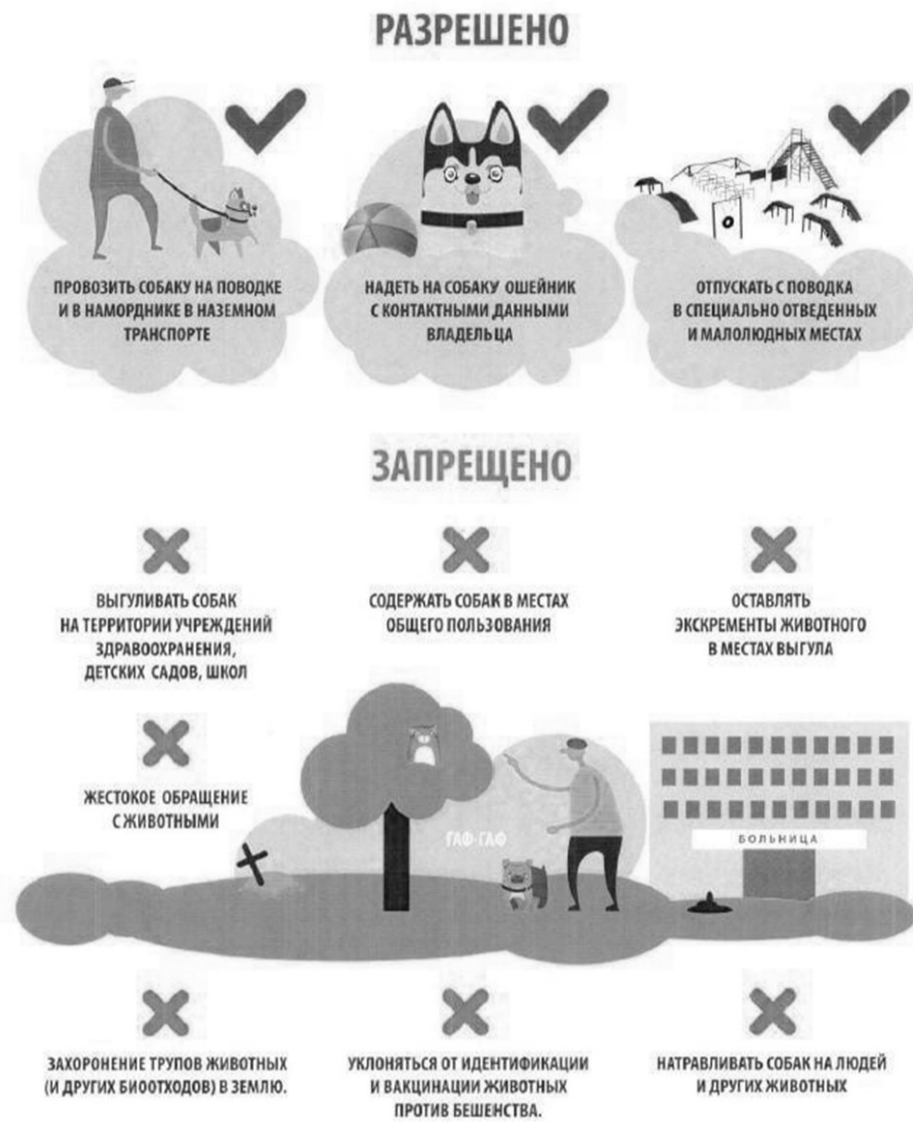 РАЗРЕШЕНО
ПРОВОЗИТЬ СОБАКУ НА ПОВОДКЕ
И В НАМОРДНИКЕ В НАЗЕМНОМ
ТРАНСПОРТЕ
НАДЕТЬ НА СОБАКУ ОШЕЙНИК
С КОНТАКТНЫМИ ДАННЫМИ
ВЛАДЕЛЬЦА
ОТПУСКАТЬ С ПОВОДКА
В СПЕЦИАЛЬНО ОТВЕДЕННЫХ
И МАЛОЛЮДНЫХ МЕСТАХ
ЗАПРЕЩЕНО
ВЫГУЛИВАТЬ СОБАК
НА ТЕРРИТОРИИ УЧРЕЖДЕНИЙ
ЗДРАВООХРАНЕНИЯ,
ДЕТСКИХ САДОВ, ШКОЛ
СОДЕРЖАТЬ СОБАК В МЕСТАХ
ОБЩЕГО ПОЛЬЗОВАНИЯ
ОСТАВЛЯТЬ
ЭКСКРЕМЕНТЫ ЖИВОТНОГО
В МЕСТАХ ВЫГУЛА
ЖЕСТОКОЕ ОБРАЩЕНИЕ
С ЖИВОТНЫМИ
ГАФ-ГАФ
БОЛЬНИЦА
ЗАХОРОНЕНИЕ ТРУПОВ ЖИВОТНЫХ
(И ДРУГИХ БИООТХОДОВ) В ЗЕМЛЮ.
УКЛОНЯТЬСЯ ОТ ИДЕНТИФИКАЦИИ
И ВАКЦИНАЦИИ ЖИВОТНЫХ
ПРОТИВ БЕШЕНСТВА.
НАТРАВЛИВАТЬ СОБАК НА ЛЮДЕЙ
И ДРУГИХ ЖИВОТНЫХ